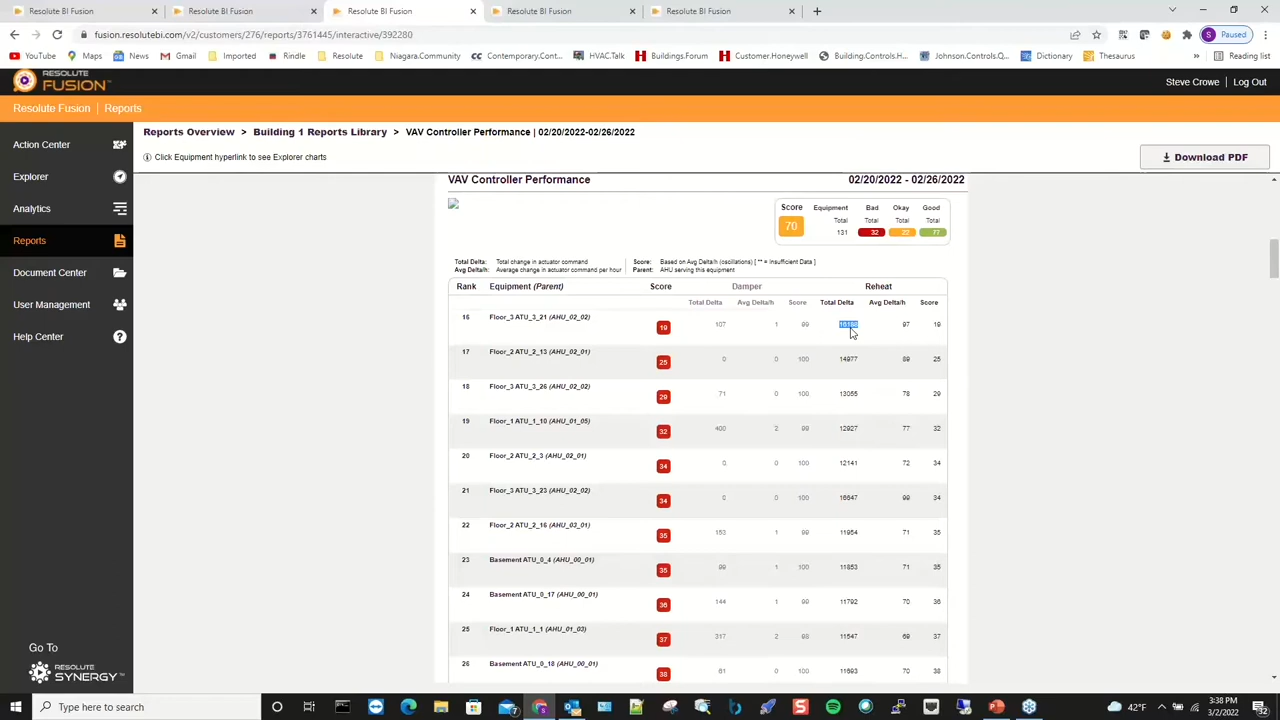 Resolute BI
Resolute BI
Resolute BI
Resolute BI
Resolute BI
fusion.resolutebi.com/v2/customers/276/reports/3761445/interactive/392280
S Paused
YouTube Maps News Gmail Imported Rindle Resolute Niagara.Community Contemporary.Cont... HVAC.Talk Buildings.Forum Customer.Honeywell Building.Controls.H... Johnson.Controls.Q... Dictionary Thesaurus » Reading list
RESOLUTE
FUSION
Steve Crowe | Log Out
Resolute Fusion | Reports
Action Center
Explorer
Analytics
Reports
Document Center
User Management
Help Center
Go To
RESOLUTE
SYNERGY
Reports Overview > Building 1 Reports Library > VAV Controller Performance | 02/20/2022-02/26/2022
Click Equipment hyperlink to see Explorer charts
Download PDF
VAV Controller Performance 02/20/2022 - 02/26/2022
Score Equipment Bad Okay Good
Total Total Total Total
70 131 32 22 77
Total Delta: Total change in actuator command Score: Based on Avg Delta/h (oscillations) [ ** = Insufficient Data ]
Avg Delta/h: Average change in actuator command per hour Parent: AHU serving this equipment
Rank Equipment (Parent) Score Damper Reheat
Total Delta Avg Delta/h Score Total Delta Avg Delta/h Score
16 Floor_3 ATU_3_21 (AHU_02_02) 19 107 1 99 97 19
17 Floor_2 ATU_2_13 (AHU_02_01) 25 0 0 100 14977 89 25
18 Floor_3 ATU_3_26 (AHU_02_02) 29 71 0 100 13055 78 29
19 Floor_1 ATU_1_10 (AHU_01_05) 32 400 2 98 12927 77 32
20 Floor_2 ATU_2_3 (AHU_02_01) 34 0 0 100 12141 72 34
21 Floor_3 ATU_3_23 (AHU_02_02) 34 0 0 100 16647 99 34
22 Floor_2 ATU_2_16 (AHU_03_01) 35 153 1 99 11954 71 35
23 Basement ATU_0_4 (AHU_00_01) 35 99 1 100 11853 71 35
24 Basement ATU_0_17 (AHU_00_01) 36 144 1 99 11792 70 36
25 Floor_1 ATU_1_1 (AHU_01_03) 37 317 2 98 11547 69 37
26 Basement ATU_0_18 (AHU_00_01) 38 61 0 100 11693 70 38
Type here to search
42°F
3:38 PM
3/2/2022